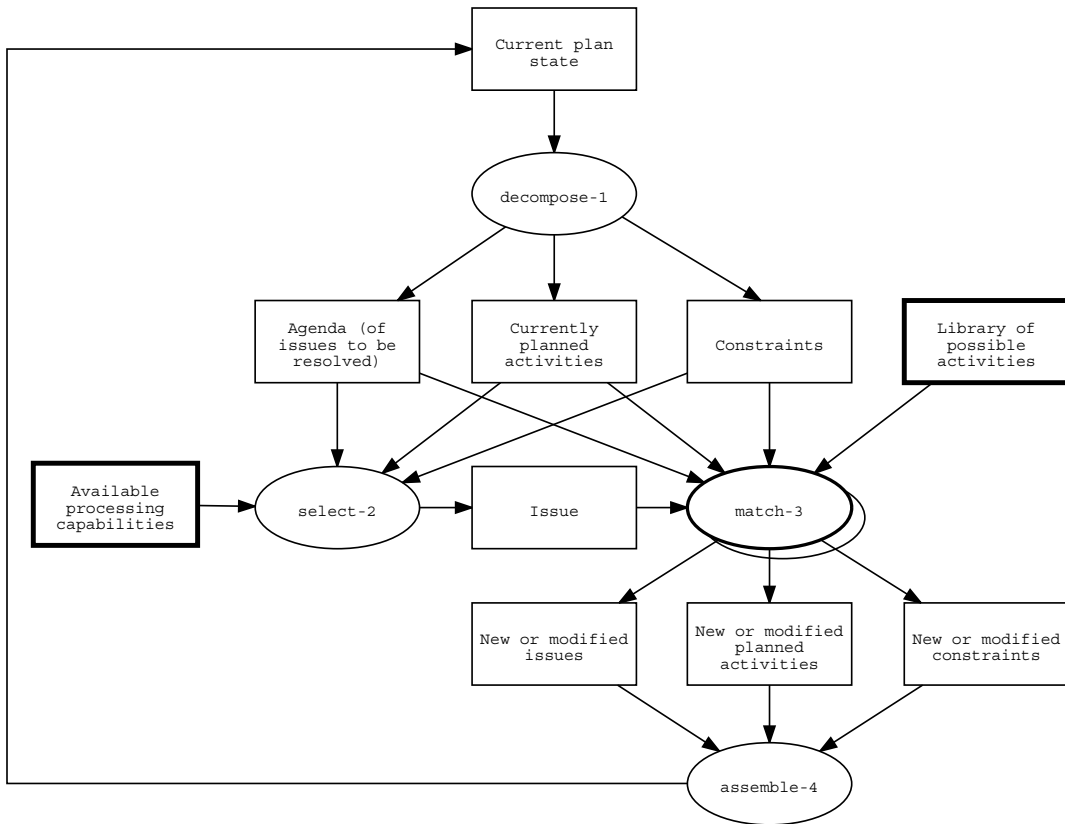 Current plan
state
decompose-1
Agenda (of
issues to be
resolved)
Currently
planned
activities
Constraints
Library of
possible
activities
Available
processing
capabilities
select-2
Issue
match-3
New or modified
issues
New or modified
planned
activities
New or modified
constraints
assemble-4